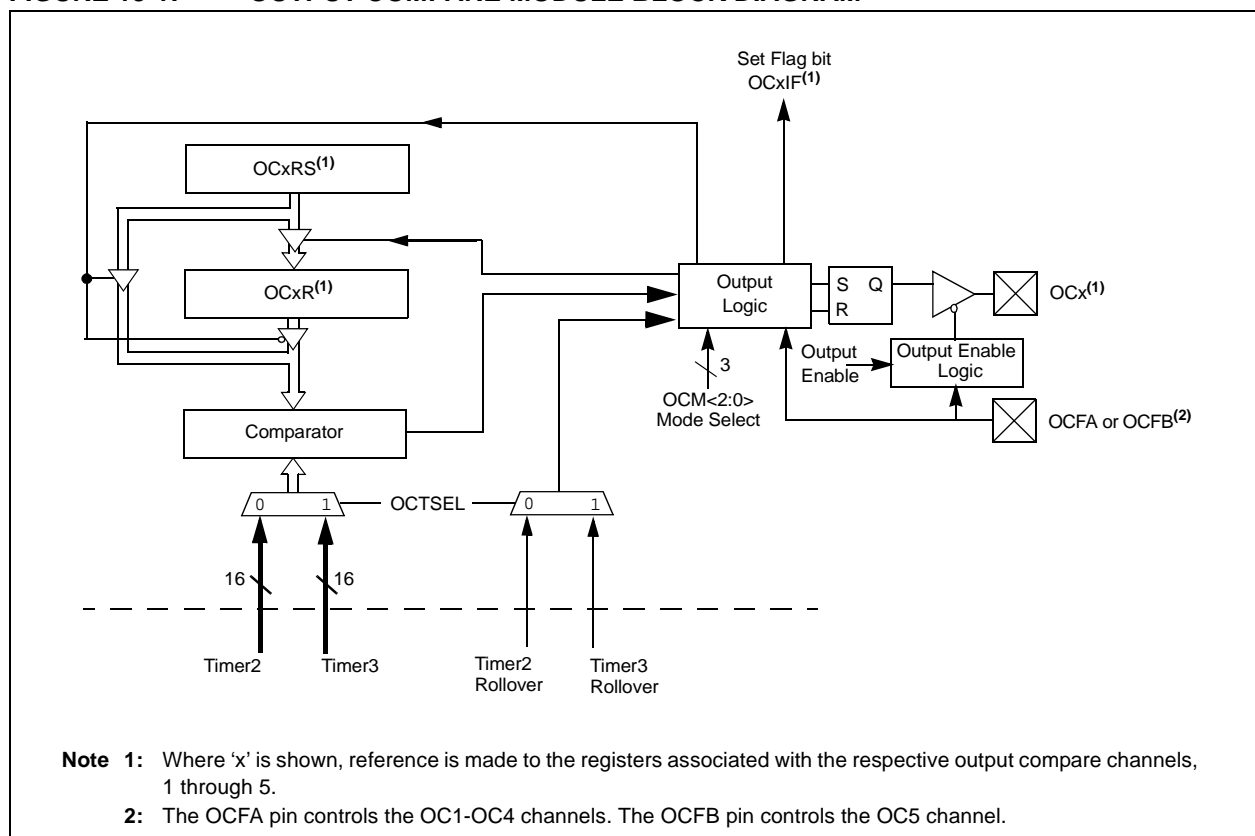 Set Flag bit
OCxIF(1)
OCxRS(1)
OCxR(1)
Output
Logic
S Q
R
OCx(1)
Output
Enable
Output Enable
Logic
3
OCM<2:0>
Mode Select
OCFA or OCFB(2)
Comparator
0 1
OCTSEL
0 1
16
16
Timer2
Timer3
Timer2
Rollover
Timer3
Rollover
Note 1: Where ‘x’ is shown, reference is made to the registers associated with the respective output compare channels,
1 through 5.
2: The OCFA pin controls the OC1-OC4 channels. The OCFB pin controls the OC5 channel.